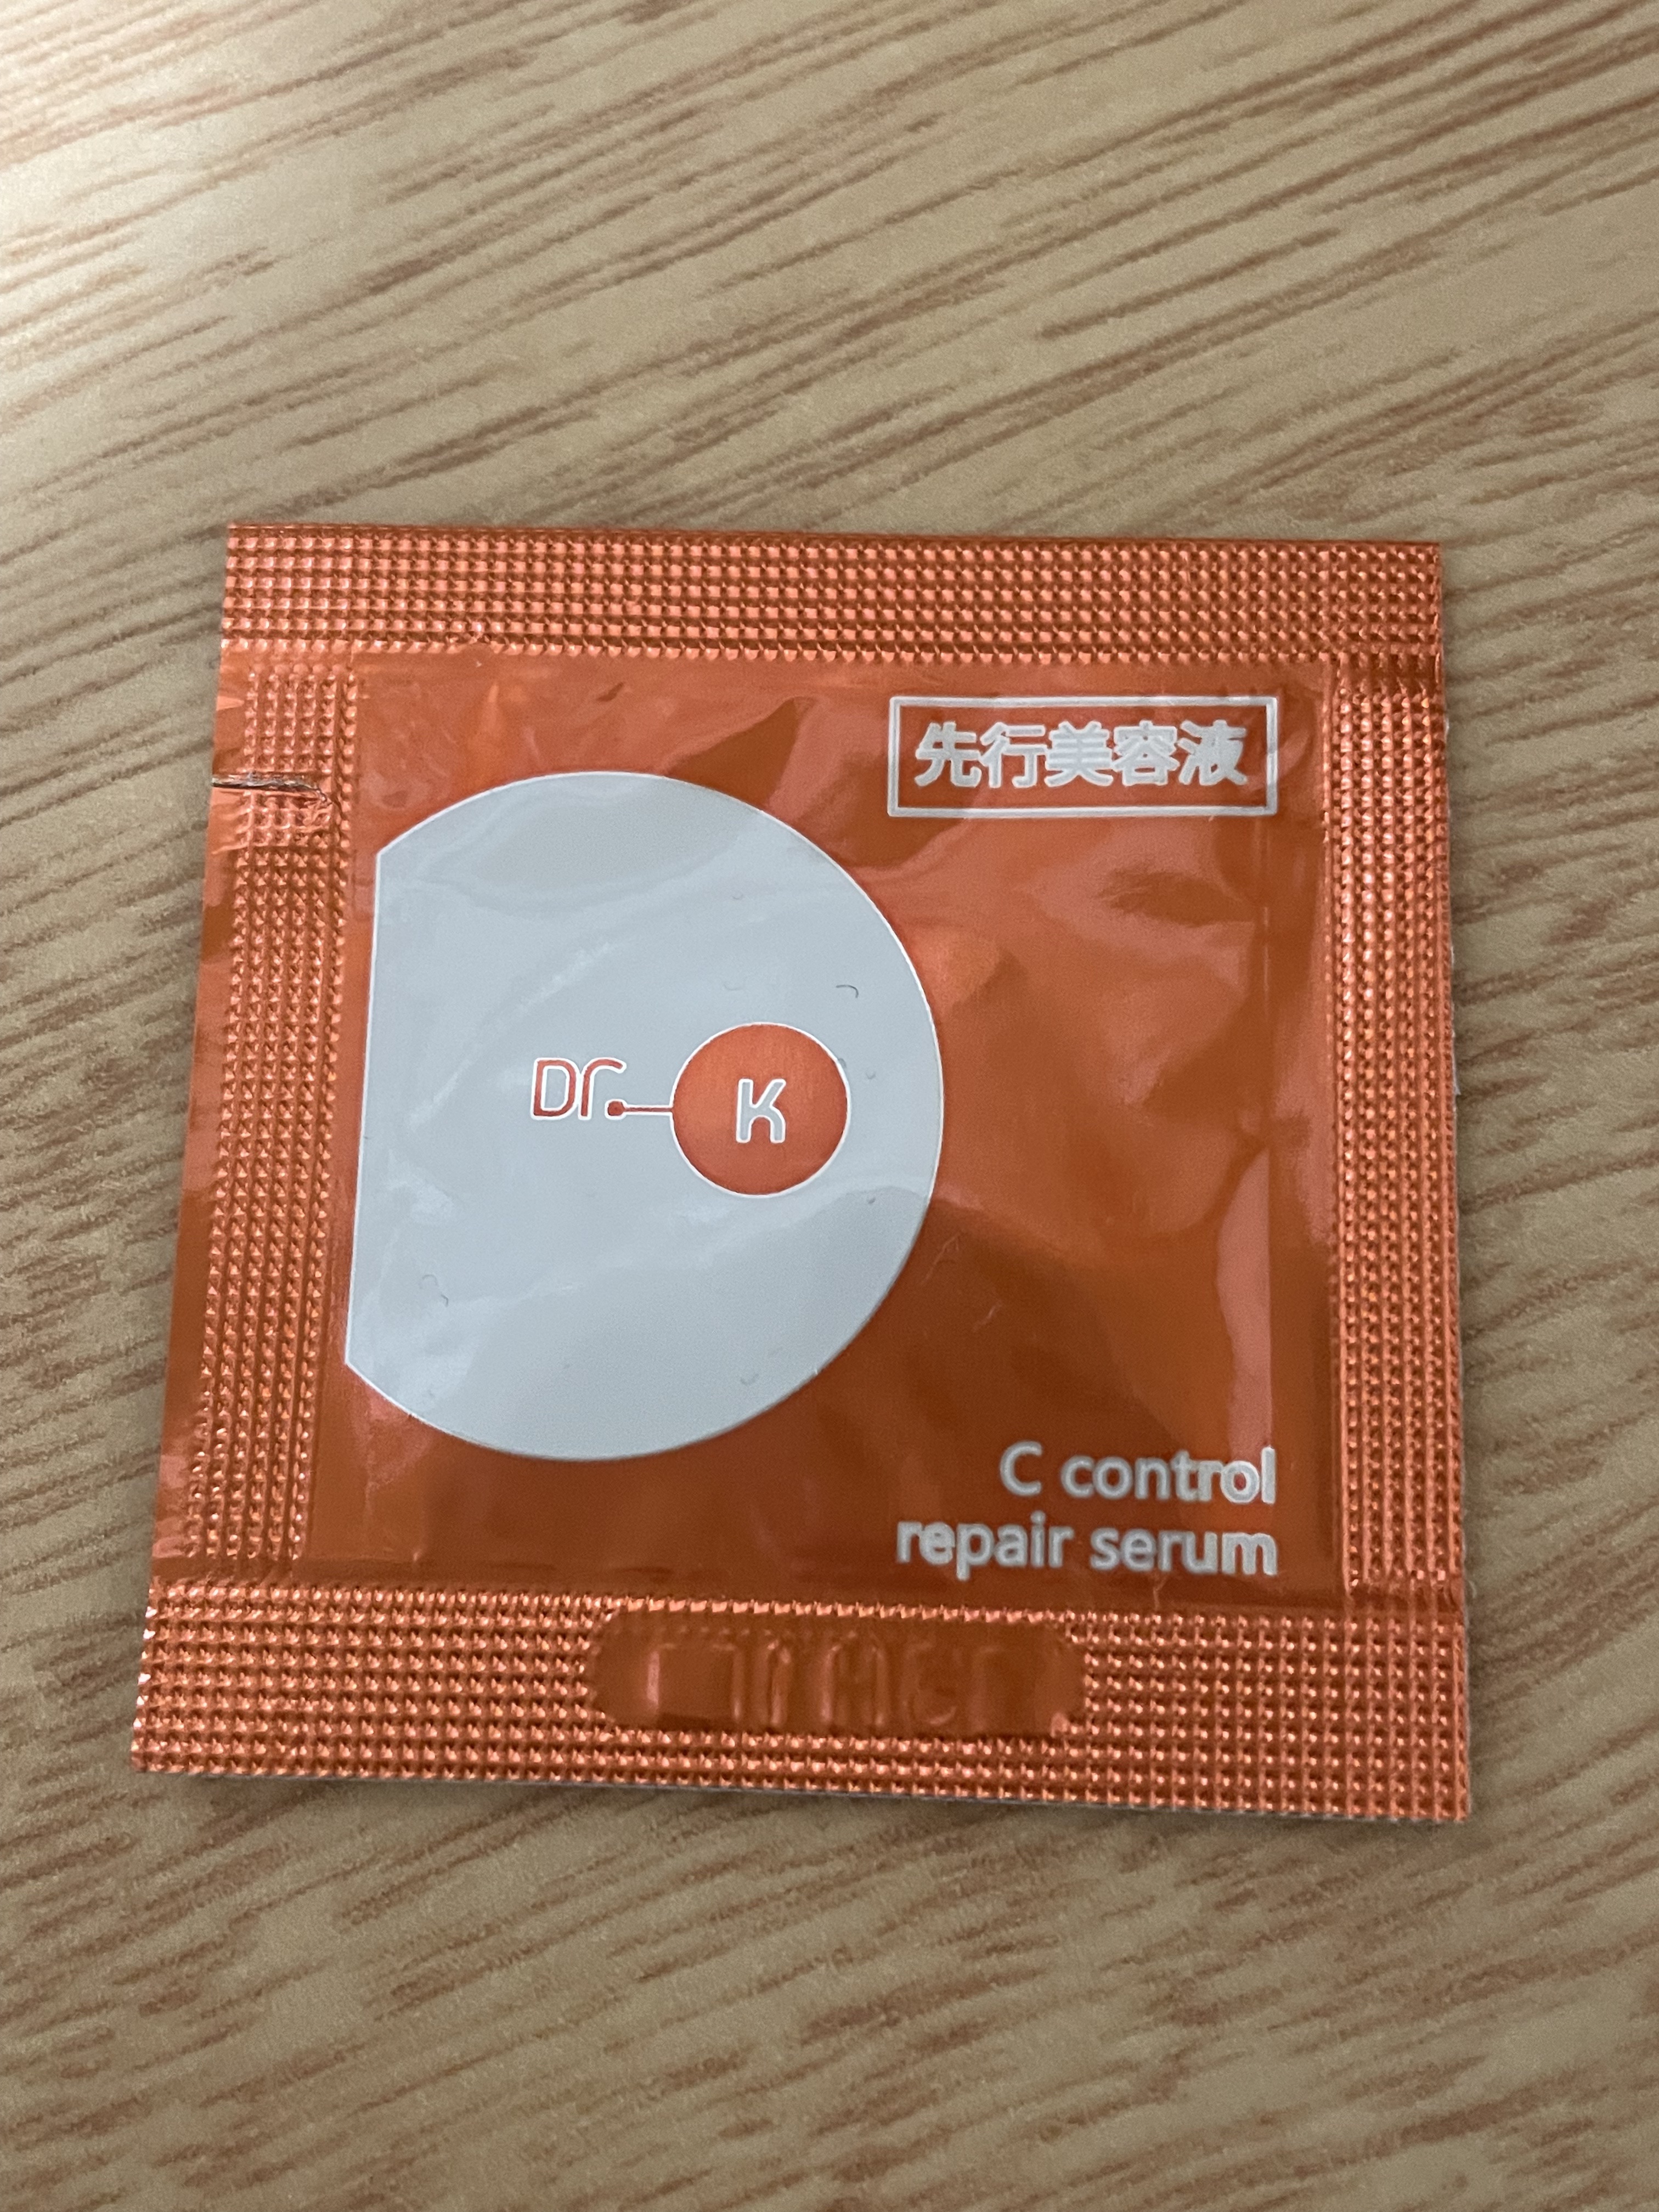 先行美容液
Dr. K
C control
repair serum